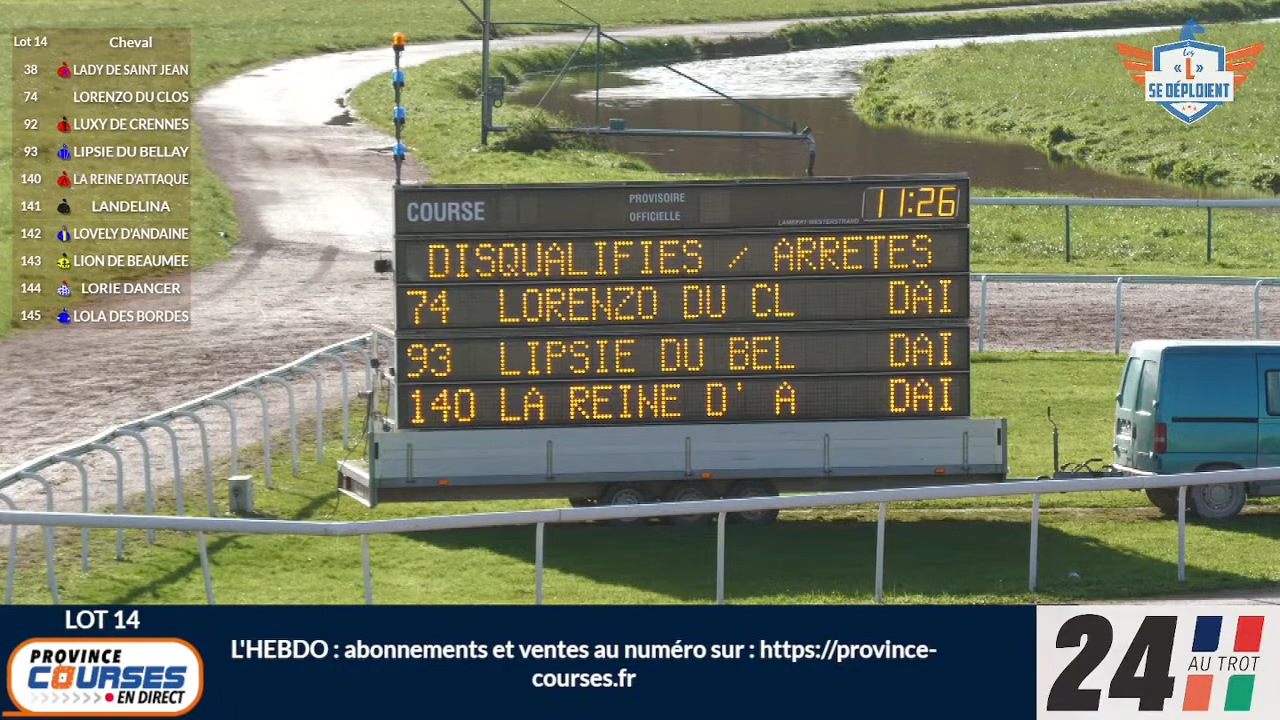 Lot 14 Cheval
38 LADY DE SAINT JEAN
74 LORENZO DU CLOS
92 LUXY DE CRENNES
93 LIPSIE DU BELLAY
140 LA REINE D'ATTAQUE
141 LANDELINA
142 LOVELY D'ANDAINE
143 LION DE BEAUMEE
144 LORIE DANCER
145 LOLA DES BORDES
Les
« L »
SE DÉPLOIENT
COURSE
PROVISOIRE
OFFICIELLE
LAMBERT WESTERSTRAND
11:26
DISQUALIFIES / ARRETES
74 LORENZO DU CL DAI
93 LIPSIE DU BEL DAI
140 LA REINE D' A DAI
LOT 14
PROVINCE
COURSES
EN DIRECT
L'HEBDO : abonnements et ventes au numéro sur : https://province-
courses.fr
24
AU TROT